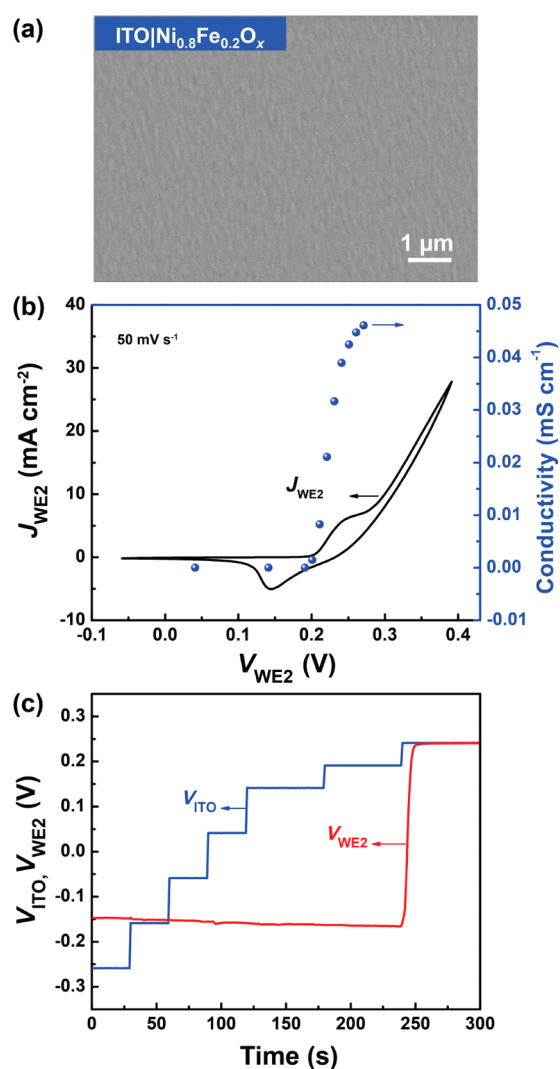 (a)
ITO|Ni0.8Fe0.2Ox
1 μm
(b)
50 mV s-1
JWE2
JWE2 (mA cm-2)
40
30
20
10
0
-10
Conductivity (mS cm-1)
0.05
0.04
0.03
0.02
0.01
0.00
-0.01
-0.1 0.0 0.1 0.2 0.3 0.4
VWE2 (V)
(c)
VITO, VWE2 (V)
0.3
0.2
0.1
0.0
-0.1
-0.2
-0.3
VITO
VWE2
0 50 100 150 200 250 300
Time (s)